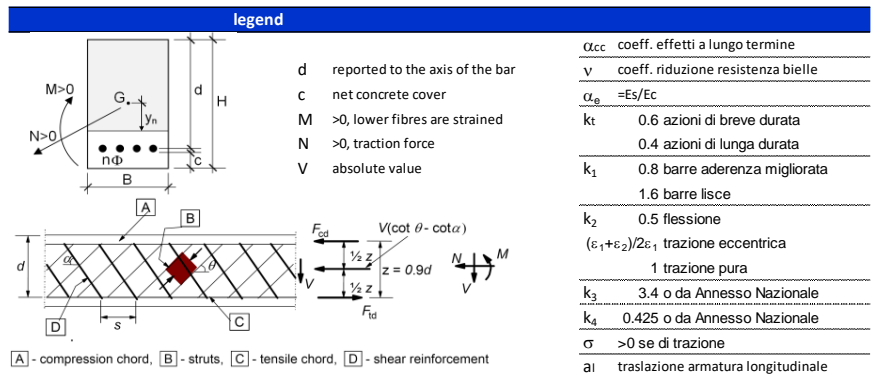 legend
M>0
G
N>0
yn
nΦ
d
H
c
B
d reported to the axis of the bar
c net concrete cover
M >0, lower fibres are strained
N >0, traction force
V absolute value
αcc coeff. effetti a lungo termine
ν coeff. riduzione resistenza bielle
αe =Es/Ec
kt 0.6 azioni di breve durata
0.4 azioni di lunga durata
k1 0.8 barre aderenza migliorata
1.6 barre lisce
k2 0.5 flessione
(ε1+ε2)/2ε1 trazione eccentrica
1 trazione pura
k3 3.4 o da Annesso Nazionale
k4 0.425 o da Annesso Nazionale
σ >0 se di trazione
al traslazione armatura longitudinale
A
B
Fcd
V(cot θ - cotα)
d
α
θ
V
½ z
½ z
z = 0.9d
N
M
V
Ftd
D
s
C
A - compression chord, B - struts, C - tensile chord, D - shear reinforcement